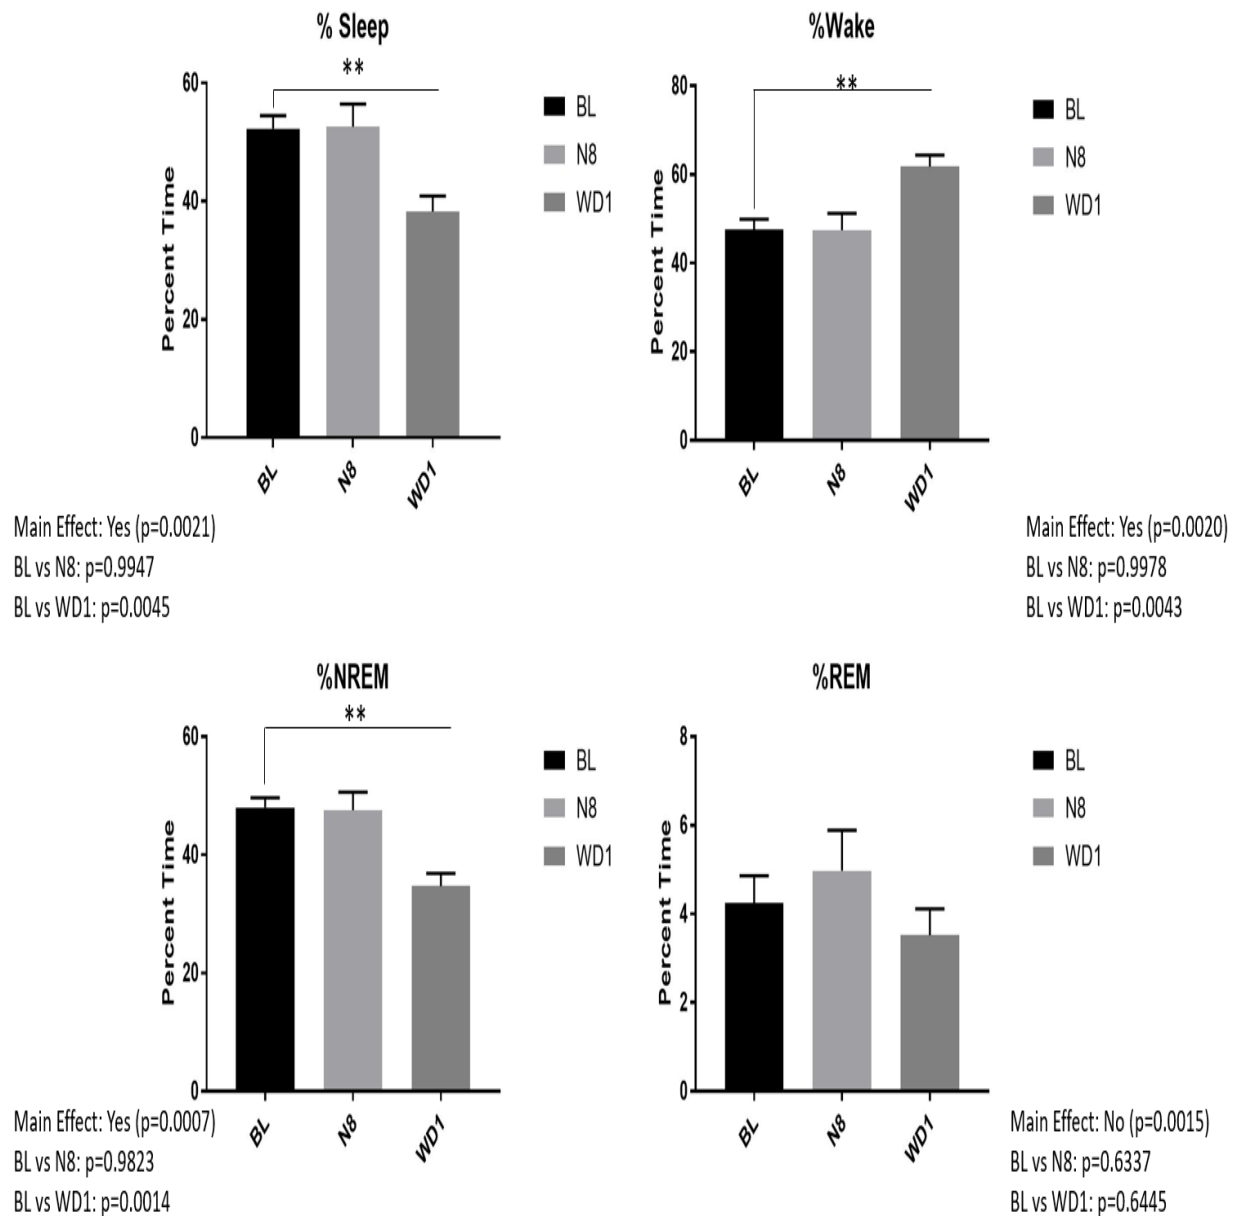 % Sleep
**
60
40
20
0
Percent Time
BL
N8
WD1
BL
N8
WD1
Main Effect: Yes (p=0.0021)
BL vs N8: p=0.9947
BL vs WD1: p=0.0045
%Wake
**
80
60
40
20
0
Percent Time
BL
N8
WD1
BL
N8
WD1
Main Effect: Yes (p=0.0020)
BL vs N8: p=0.9978
BL vs WD1: p=0.0043
%NREM
**
60
40
20
0
Percent Time
BL
N8
WD1
BL
N8
WD1
Main Effect: Yes (p=0.0007)
BL vs N8: p=0.9823
BL vs WD1: p=0.0014
%REM
8
6
4
2
0
Percent Time
BL
N8
WD1
BL
N8
WD1
Main Effect: No (p=0.0015)
BL vs N8: p=0.6337
BL vs WD1: p=0.6445